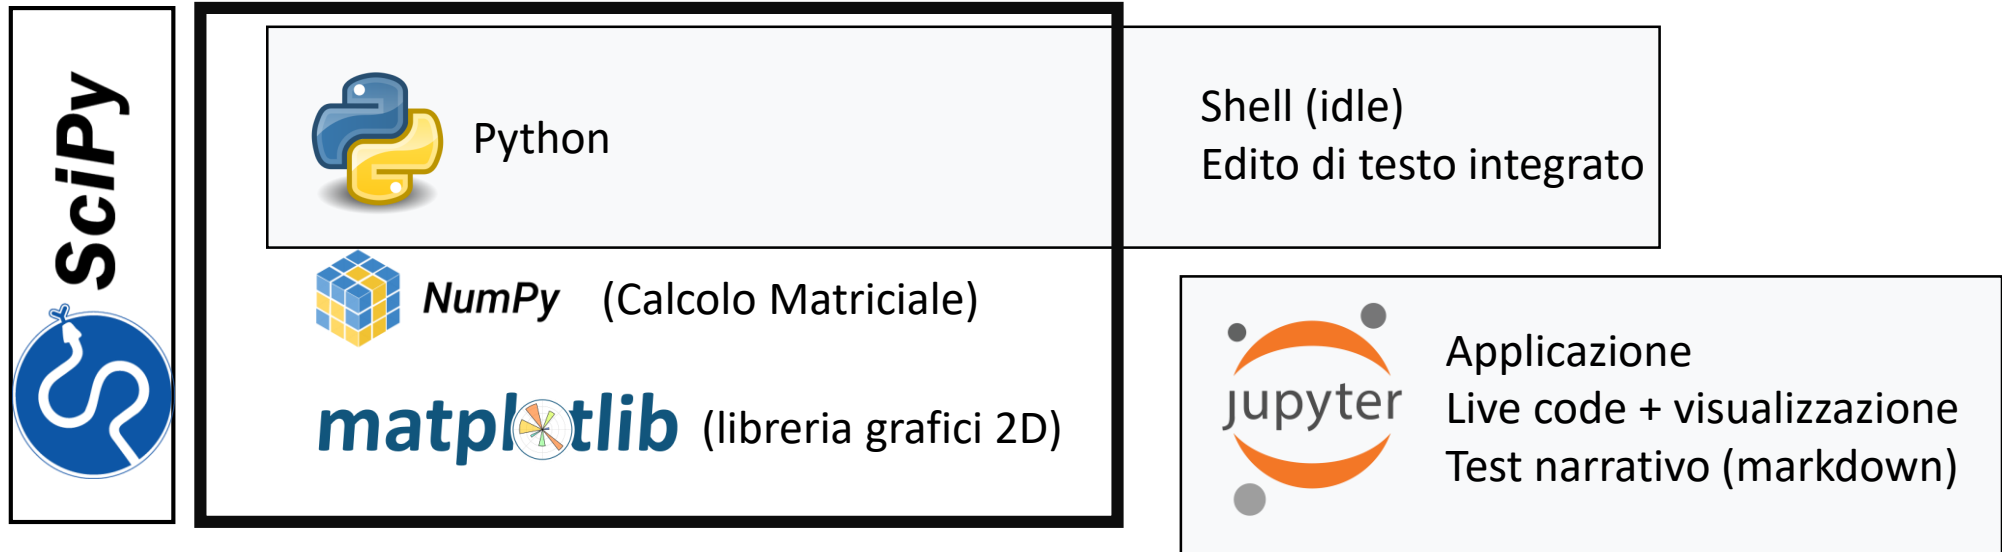 SciPy
Python
Shell (idle)
Edito di testo integrato
NumPy (Calcolo Matriciale)
matplotlib (libreria grafici 2D)
jupyter
Applicazione
Live code + visualizzazione
Test narrativo (markdown)